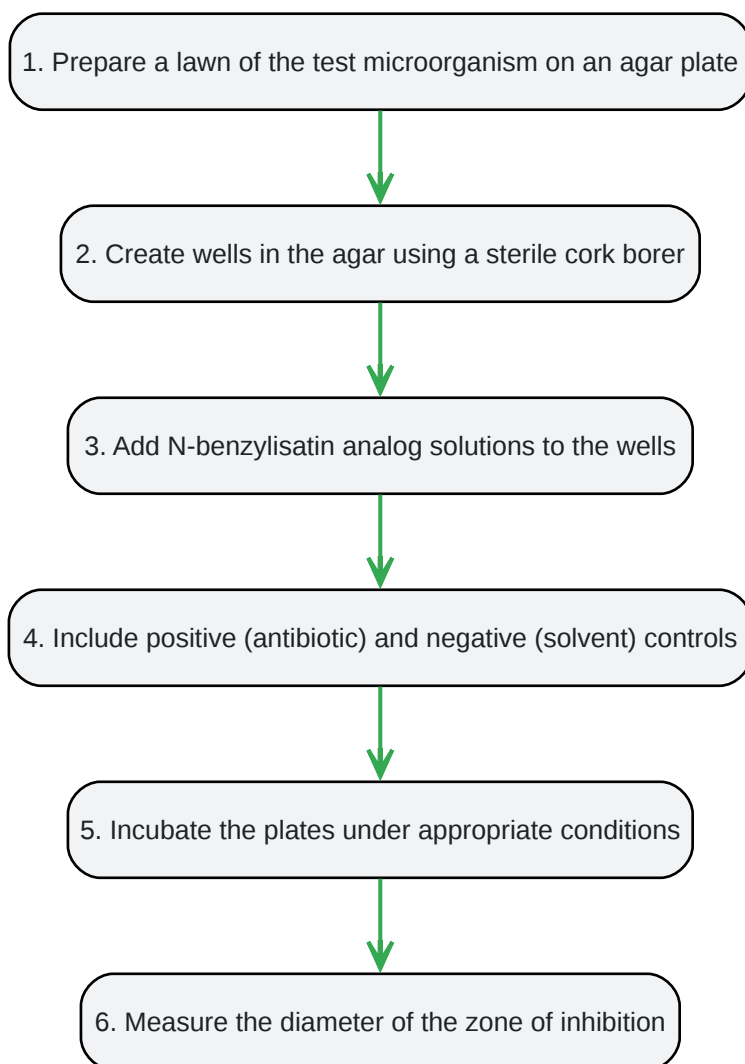 1. Prepare a lawn of the test microorganism on an agar plate
2. Create wells in the agar using a sterile cork borer
3. Add N-benzylisatin analog solutions to the wells
4. Include positive (antibiotic) and negative (solvent) controls
5. Incubate the plates under appropriate conditions
6. Measure the diameter of the zone of inhibition